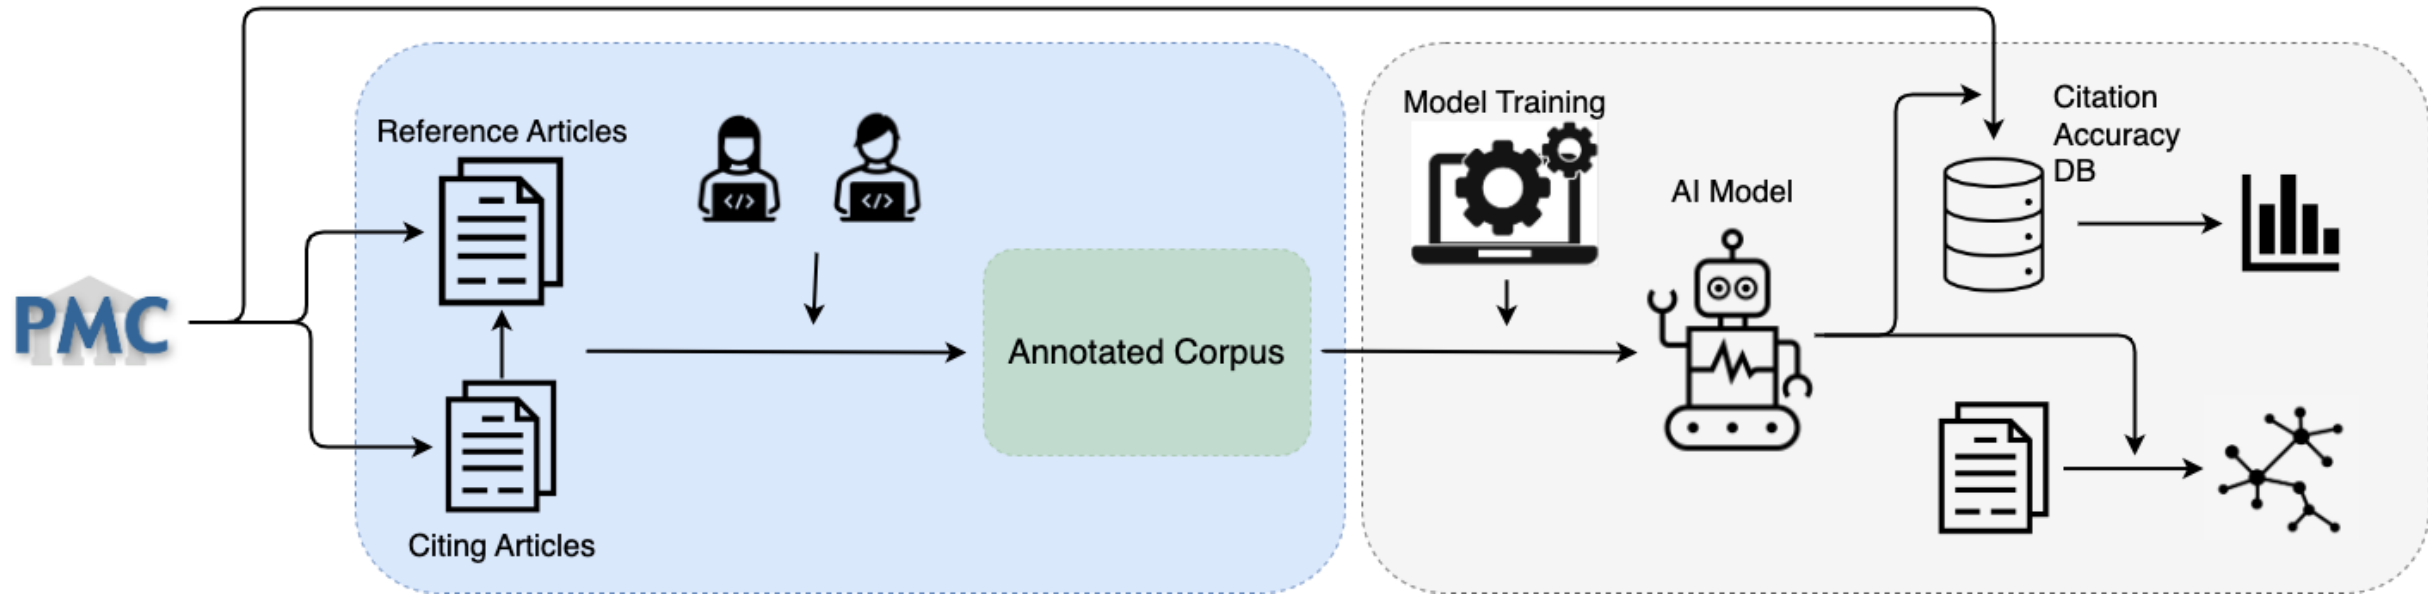 PMC
Reference Articles
</>
</>
Citing Articles
Annotated Corpus
Model Training
AI Model
Citation
Accuracy
DB